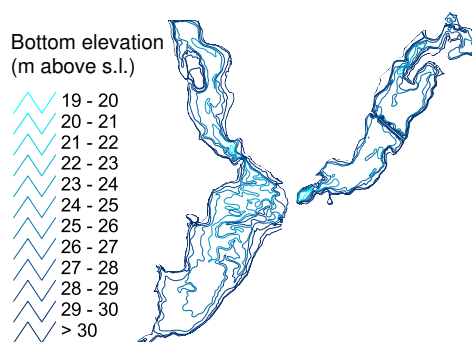 Bottom elevation
(m above s.l.)
19 - 20
20 - 21
21 - 22
22 - 23
23 - 24
24 - 25
25 - 26
26 - 27
27 - 28
28 - 29
29 - 30
> 30